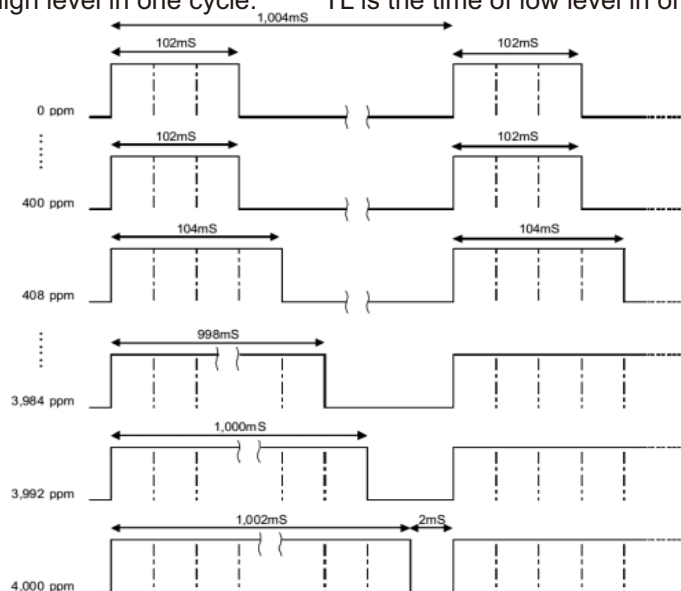 high level in one cycle. TL is the time of low level in
1,004mS
102mS 102mS
0 ppm
102mS 102mS
400 ppm
104mS 104mS
408 ppm
998mS
3,984 ppm
1,000mS
3,992 ppm
1,002mS 2mS
4,000 ppm